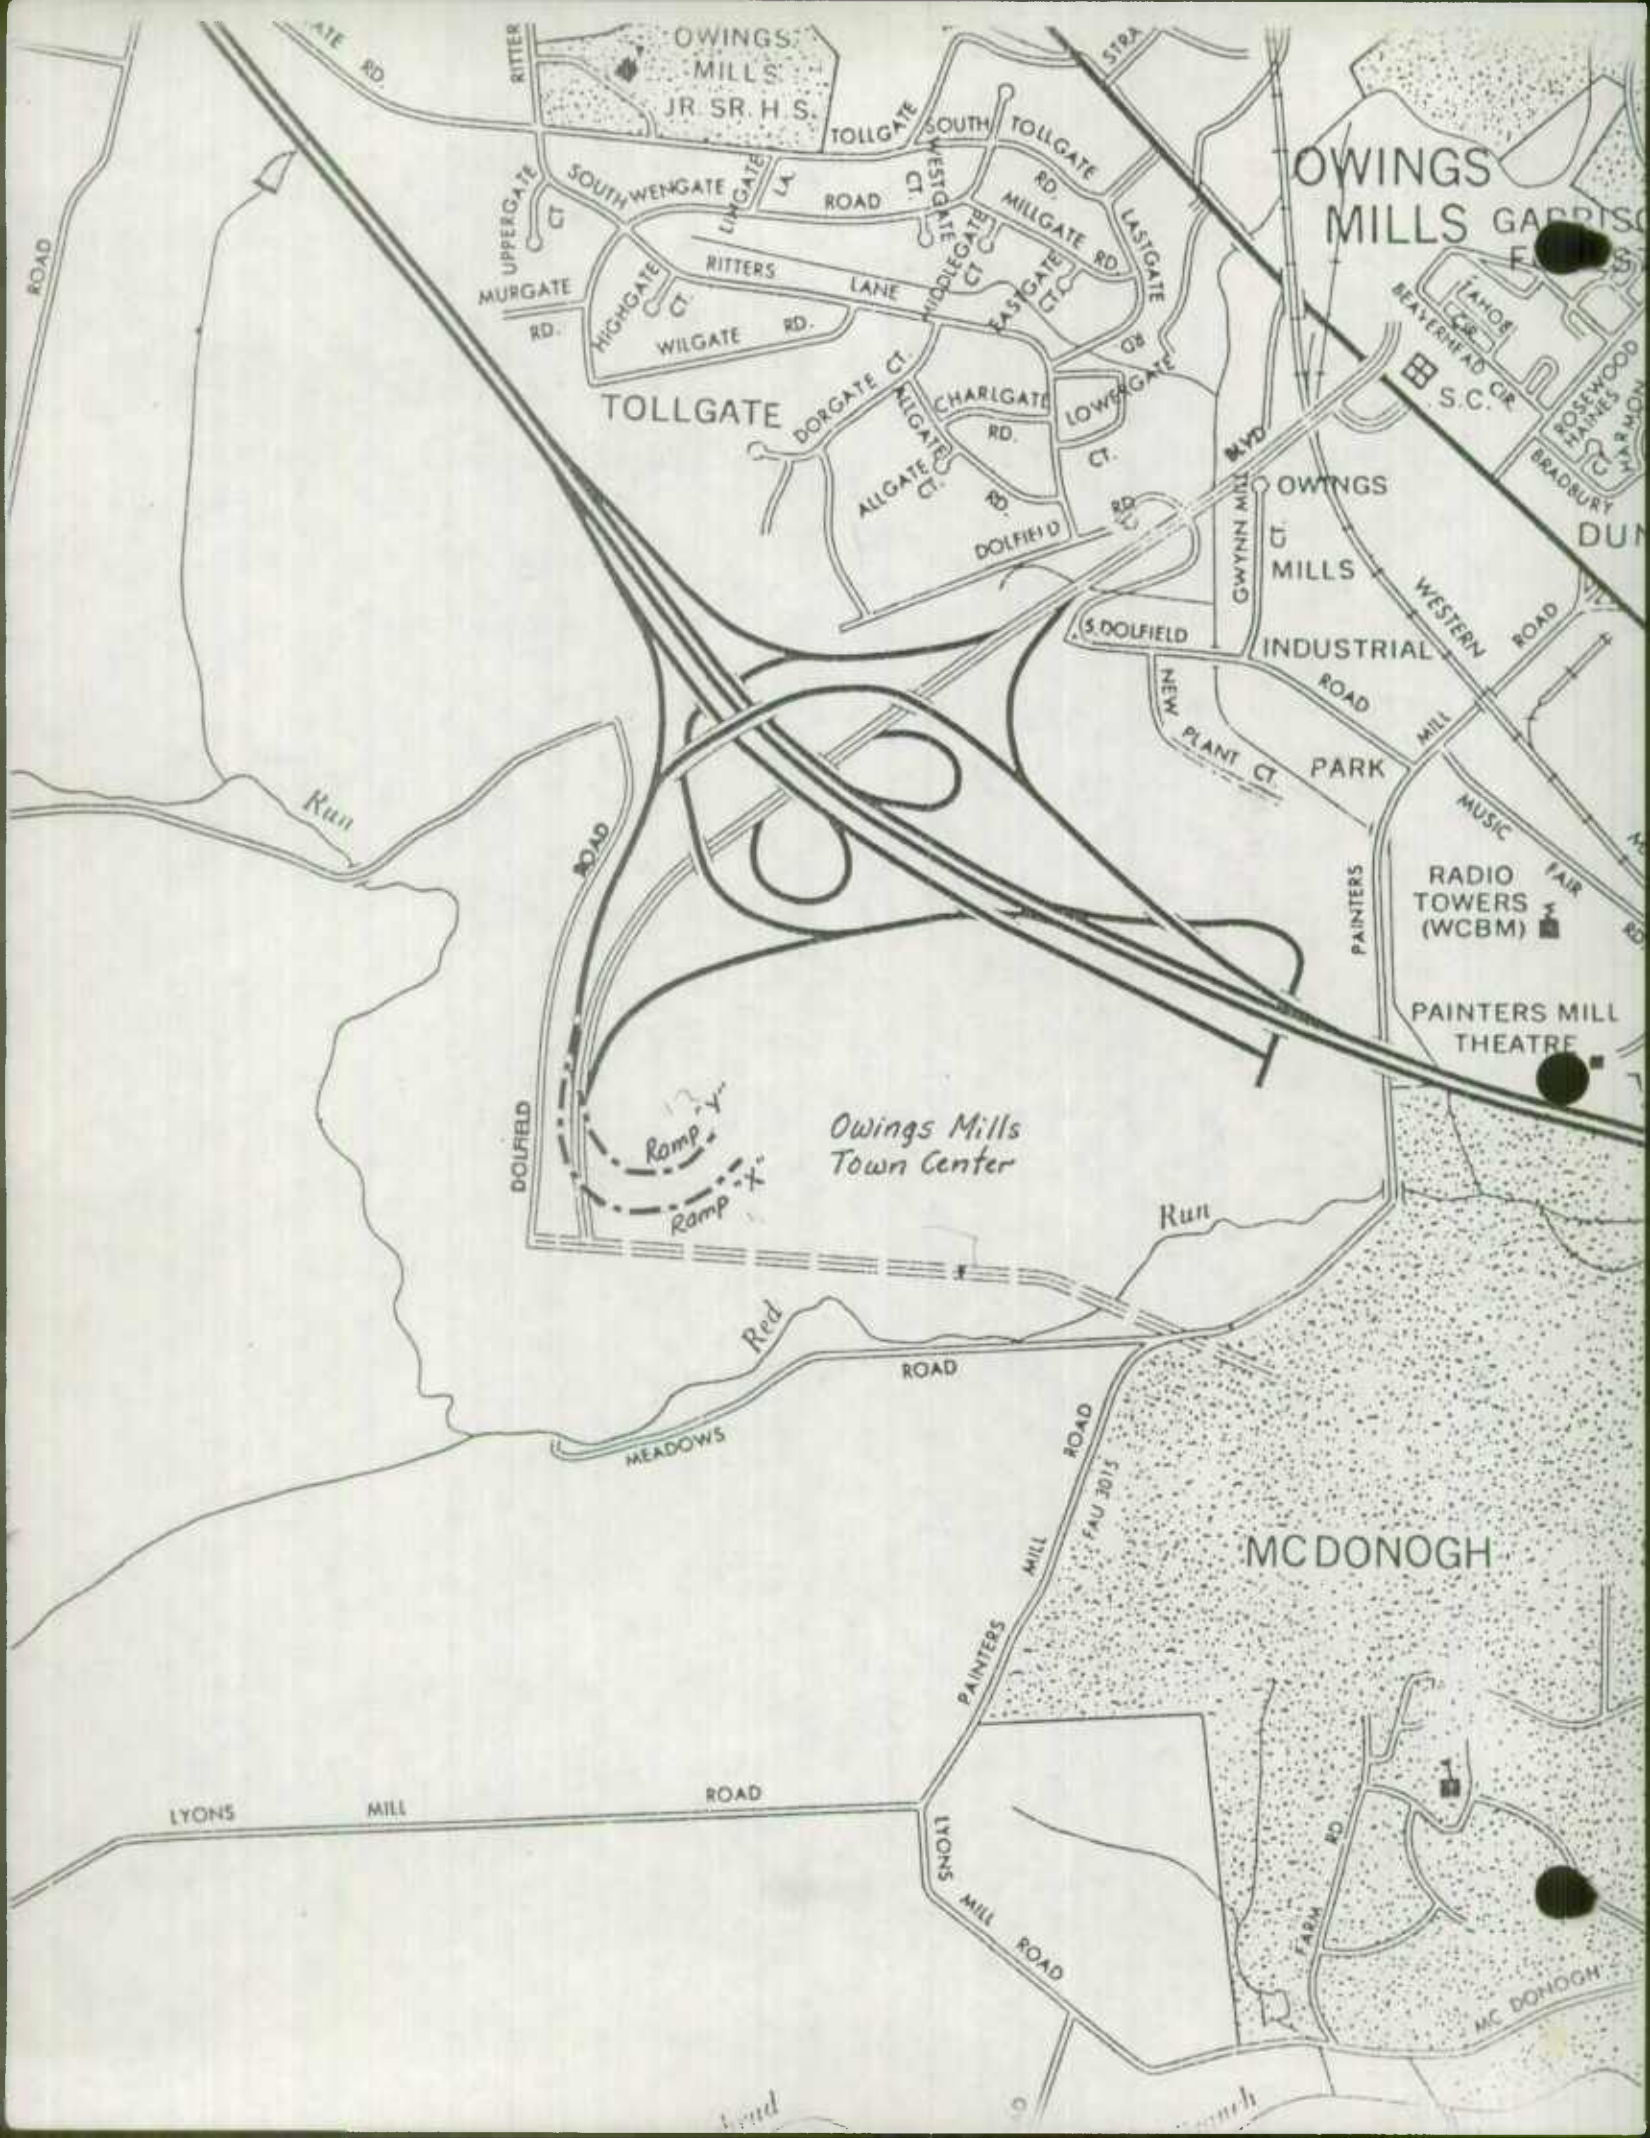 RD.
RITTER
OWINGS
MILLS
JR. SR. H. S.
ROAD
TOLLGATE
SOUTH
TOLLGATE
RD.
STRA
OWINGS
MILLS
UPPERGATE
CT.
SOUTH
WENGATE
LA.
ROAD
WESTGATE
CT.
MIDDLEGATE
CT.
MILLGATE
RD.
MURGATE
RD.
HIGHGATE
CT.
RITTERS
LANE
EASTGATE
CT.
RD
WILGATE
RD.
TOLLGATE
DORGATE CT.
ALLGATE
RD.
CHARLGATE
RD.
LOWERGATE
CT.
ALLGATE
CT.
DOLFIELD
RD
BLVD
TAHOE
CIR.
CIR.
S.C.
ROSEWOOD
HAINES
HARMON
BRADBURY
OWINGS
MILLS
GWYNN MILL
CT.
INDUSTRIAL
PARK
WESTERN
S. DOLFIELD
ROAD
NEW
PLANT CT.
PAINTERS
MILL
ROAD
MUSIC
FAIR
RD
RADIO
TOWERS
(WCBM)
PAINTERS MILL
THEATRE
Run
DOLFIELD
ROAD
Ramp "Y"
Ramp "X"
Owings Mills
Town Center
Red
Run
MEADOWS
ROAD
PAINTERS
MILL
ROAD
FAU 3015
MC DONOGH
LYONS
MILL
ROAD
LYONS
MILL
ROAD
FARM
RD
MC DONOGH